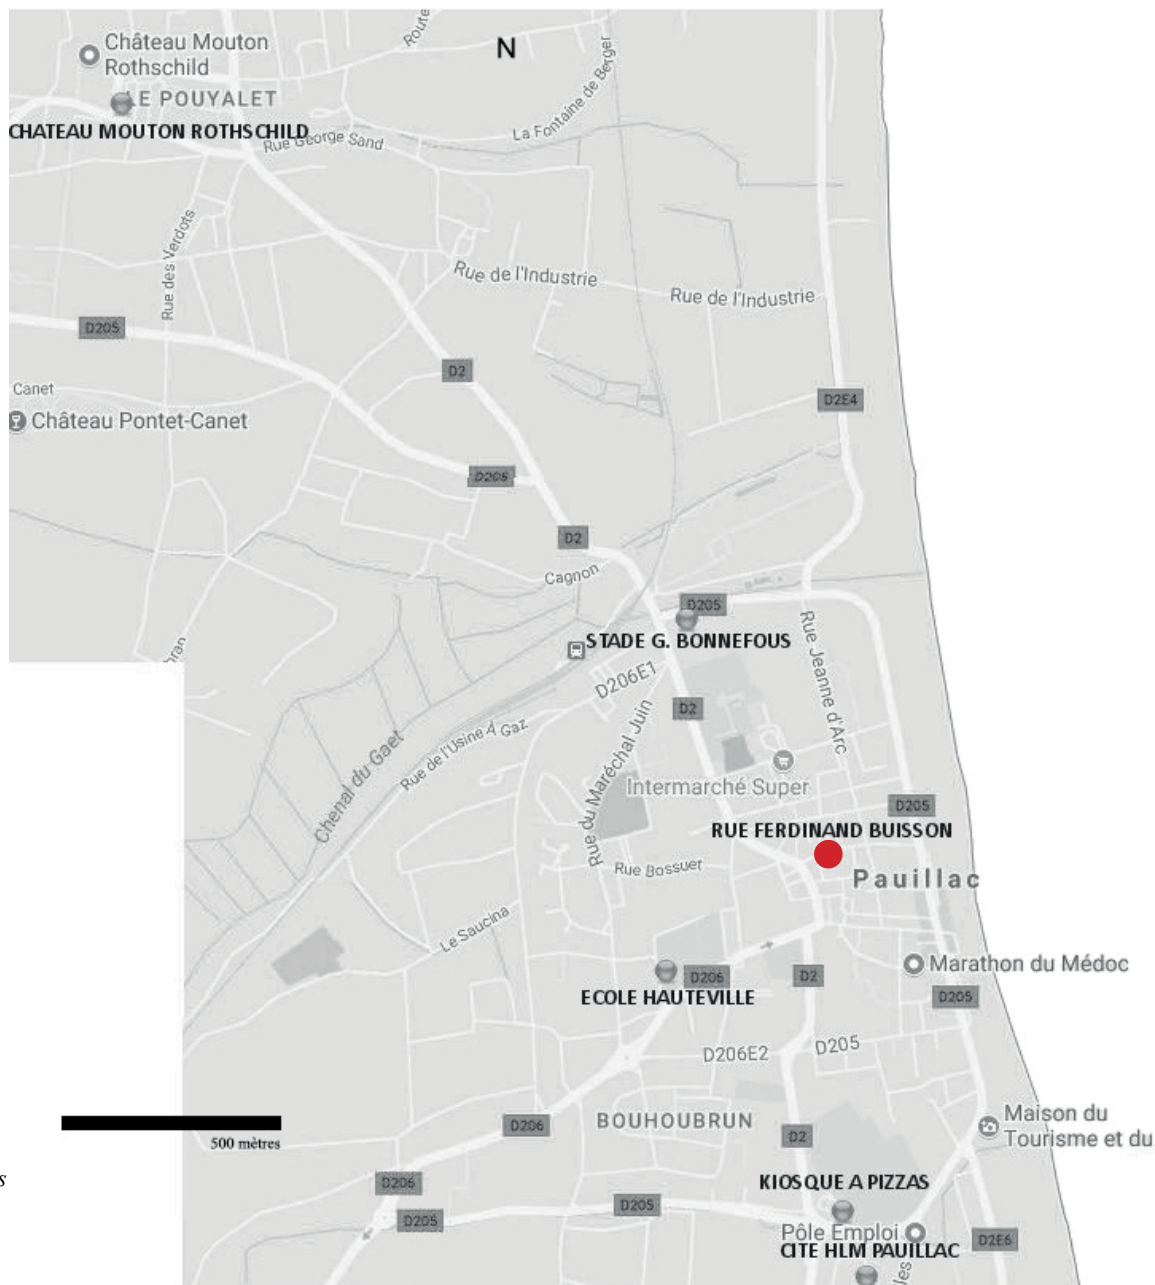 Route
N
Château Mouton
Rothschild
LE POUYALET
CHATEAU MOUTON ROTHSCHILD
Rue George Sand
La Fontaine de Berger
Rue des Verdots
Rue de l'Industrie
Rue de l'Industrie
D205
D2
Canet
Château Pontet-Canet
D2E4
D205
D2
Cagnon
D205
STADE G. BONNEFOUS
Rue Jeanne d'Arc
D206E1
D2
Rue du Maréchal Juin
Rue de l'Usine À Gaz
Chenal du Gaet
Intermarché Super
D205
RUE FERDINAND BUISSON
Rue Bossuet
Pauillac
Le Saucina
D206
D2
Marathon du Médoc
ECOLE HAUTEVILLE
D205
D206E2
D205
BOUHOUBRUN
D206
D2
Maison du
Tourisme et du
500 mètres
s
D206
KIOSQUE A PIZZAS
D205
D205
Pôle Emploi
D2E6
CITE HLM PAUILLAC
les